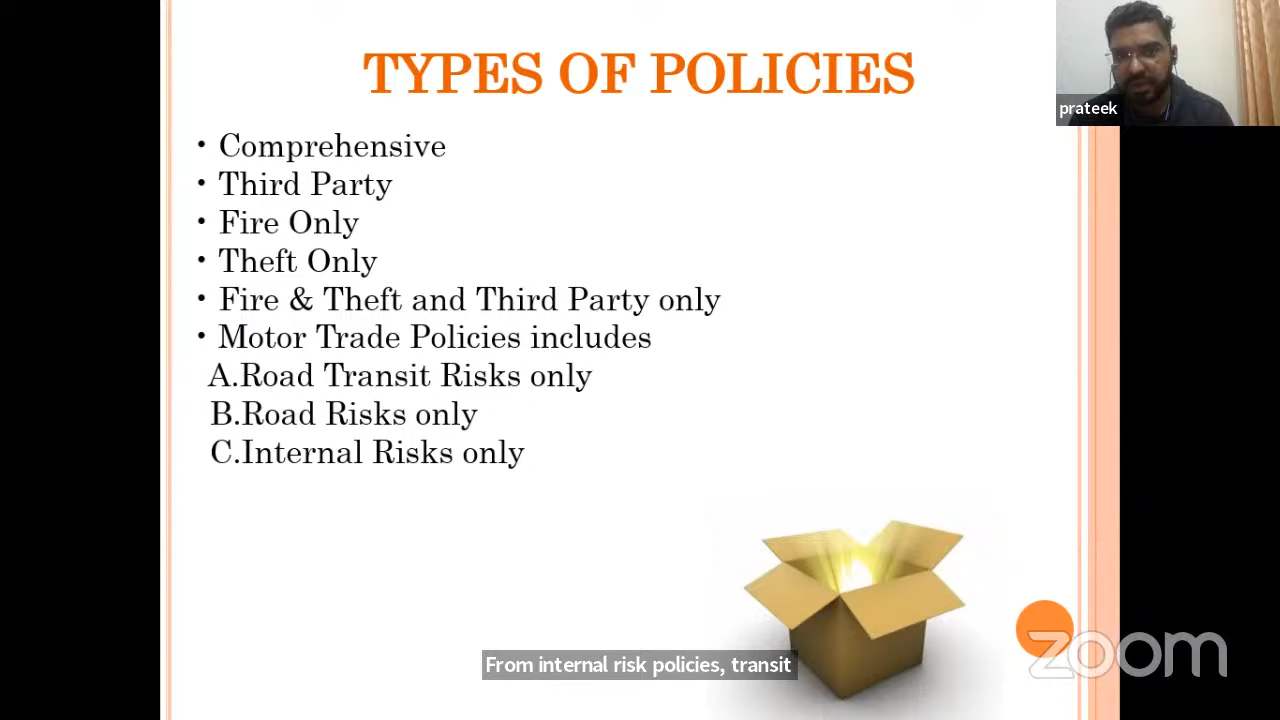 TYPES OF POLICIES
prateek
• Comprehensive
• Third Party
• Fire Only
• Theft Only
• Fire & Theft and Third Party only
• Motor Trade Policies includes
A.Road Transit Risks only
B.Road Risks only
C.Internal Risks only
zoom
From internal risk policies, transit